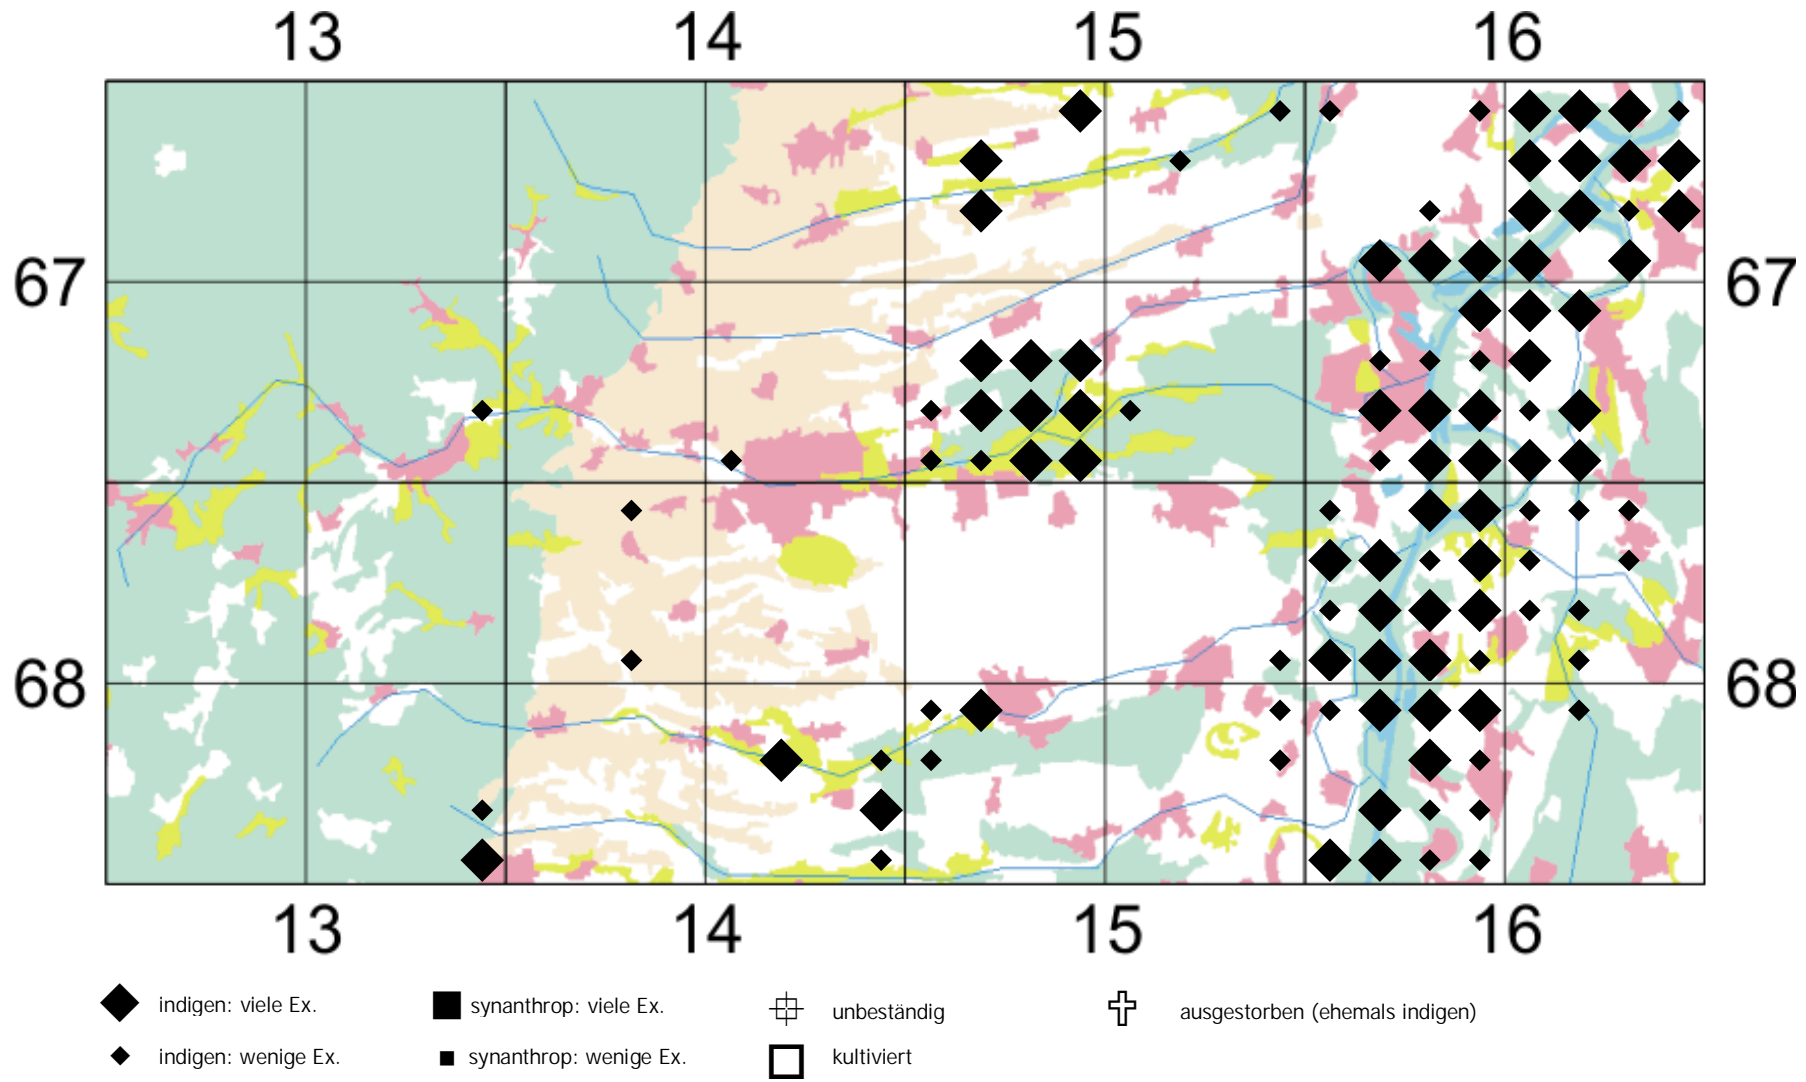 13 14 15 16
67 67
68 68
13 14 15 16
indigen: viele Ex. synanthrop: viele Ex. unbeständig ausgestorben (ehemals indigen)
indigen: wenige Ex. synanthrop: wenige Ex. kultiviert